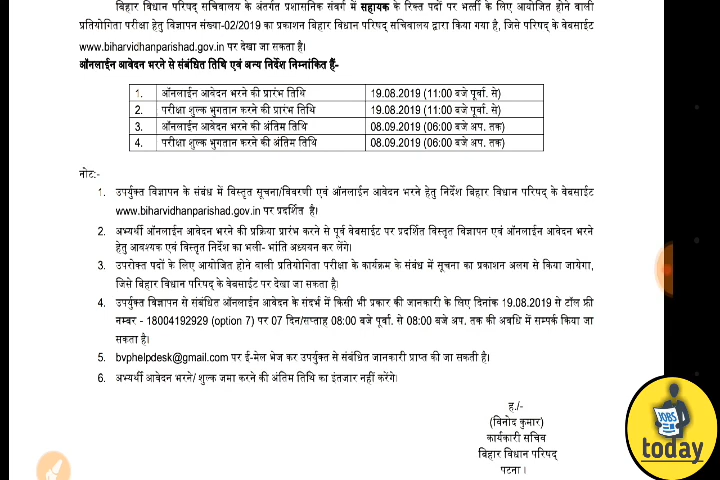 बिहार विधान परिषद् सचिवालय के अंतर्गत प्रशासनिक संवर्ग में सहायक के रिक्त पदों पर भर्ती के लिए आयोजित होने वाली
प्रतियोगिता परीक्षा हेतु विज्ञापन संख्या-02/2019 का प्रकाशन बिहार विधान परिषद् सचिवालय द्वारा किया गया है, जिसे परिषद् के वेबसाईट
www.biharvidhanparishad.gov.in पर देखा जा सकता है।
ऑनलाईन आवेदन भरने से संबंधित तिथि एवं अन्य निर्देश निम्नांकित हैं-
1. ऑनलाईन आवेदन भरने की प्रारंभ तिथि 19.08.2019 (11:00 बजे पूर्वा. से)
2. परीक्षा शुल्क भुगतान करने की प्रारंभ तिथि 19.08.2019 (11:00 बजे पूर्वा. से)
3. ऑनलाईन आवेदन भरने की अंतिम तिथि 08.09.2019 (06:00 बजे अप. तक)
4. परीक्षा शुल्क भुगतान करने की अंतिम तिथि 08.09.2019 (06:00 बजे अप. तक)
नोट:-
1. उपर्युक्त विज्ञापन के संबंध में विस्तृत सूचना/विवरणी एवं ऑनलाईन आवेदन भरने हेतु निर्देश बिहार विधान परिषद् के वेबसाईट
www.biharvidhanparishad.gov.in पर प्रदर्शित है।
2. अभ्यर्थी ऑनलाईन आवेदन भरने की प्रक्रिया प्रारंभ करने से पूर्व वेबसाईट पर प्रदर्शित विस्तृत विज्ञापन एवं ऑनलाईन आवेदन भरने
हेतु आवश्यक एवं विस्तृत निर्देश का भली- भांति अध्ययन कर लेंगे।
3. उपरोक्त पदों के लिए आयोजित होने वाली प्रतियोगिता परीक्षा के कार्यक्रम के संबंध में सूचना का प्रकाशन अलग से किया जायेगा,
जिसे बिहार विधान परिषद् के वेबसाईट पर देखा जा सकता है।
4. उपर्युक्त विज्ञापन से संबंधित ऑनलाईन आवेदन के संदर्भ में किसी भी प्रकार की जानकारी के लिए दिनांक 19.08.2019 से टॉल फ्री
नम्बर - 18004192929 (option 7) पर 07 दिन/सप्ताह 08:00 बजे पूर्वा. से 08:00 बजे अप. तक की अवधि में सम्पर्क किया जा
सकता है।
5. bvphelpdesk@gmail.com पर ई-मेल भेज कर उपर्युक्त से संबंधित जानकारी प्राप्त की जा सकती है।
6. अभ्यर्थी आवेदन भरने/ शुल्क जमा करने की अंतिम तिथि का इंतजार नहीं करेंगे।
ह./-
(विनोद कुमार)
कार्यकारी सचिव
बिहार विधान परिषद्
पटना।
JOBS
today